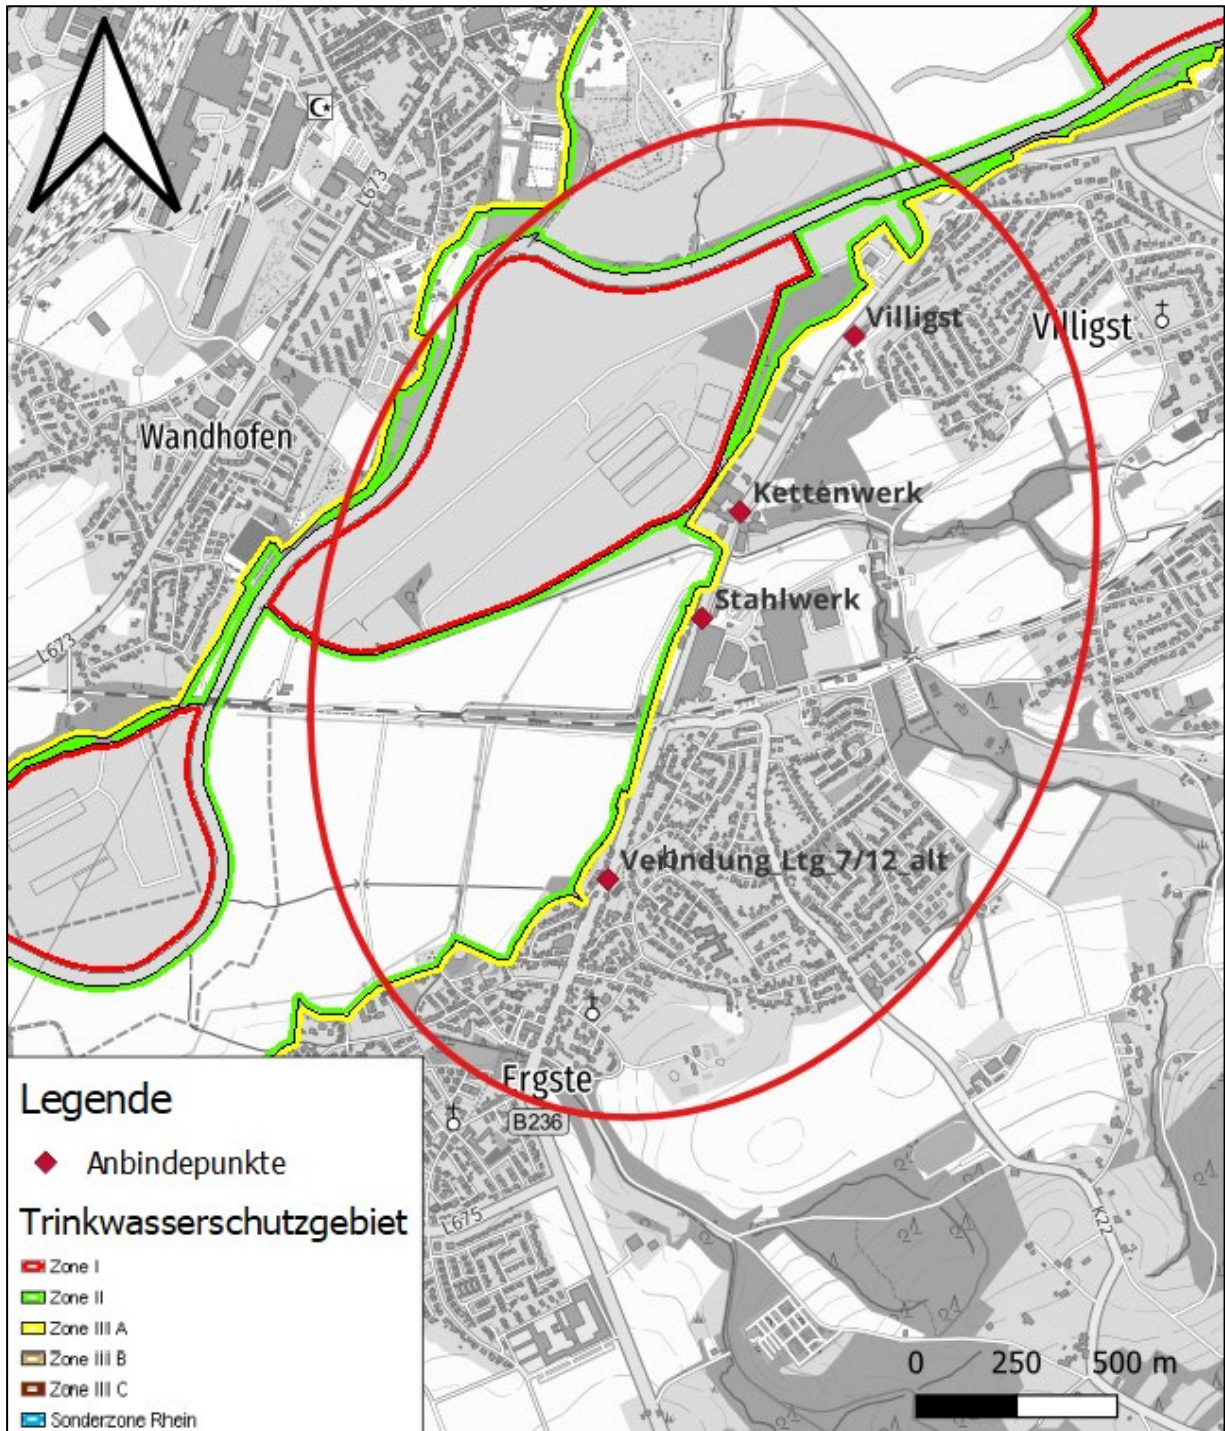 L673
Villigst
Villigst
Wandhofen
Kettenwerk
Stahlwerk
L673
Verindung_Ltg_7/12_alt
b
Ergste
B236
L675
K22
Legende
Anbindepunkte
Trinkwasserschutzgebiet
Zone I
Zone II
Zone III A
Zone III B
Zone III C
Sonderzone Rhein
0 250 500 m